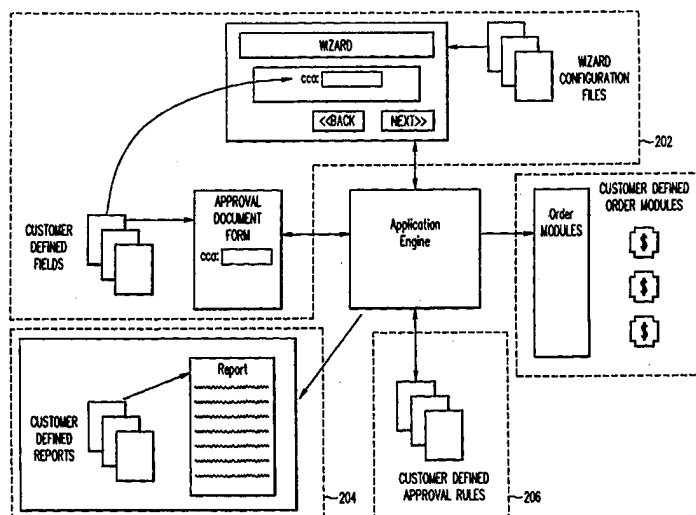 WIZARD
ccc:
<<BACK
NEXT>>
WIZARD
CONFIGURATION
FILES
202
CUSTOMER
DEFINED
FIELDS
APPROVAL
DOCUMENT
FORM
ccc:
Application
Engine
Order
MODULES
CUSTOMER DEFINED
ORDER MODULES
$
$
$
CUSTOMER
DEFINED
REPORTS
Report
204
CUSTOMER DEFINED
APPROVAL RULES
206